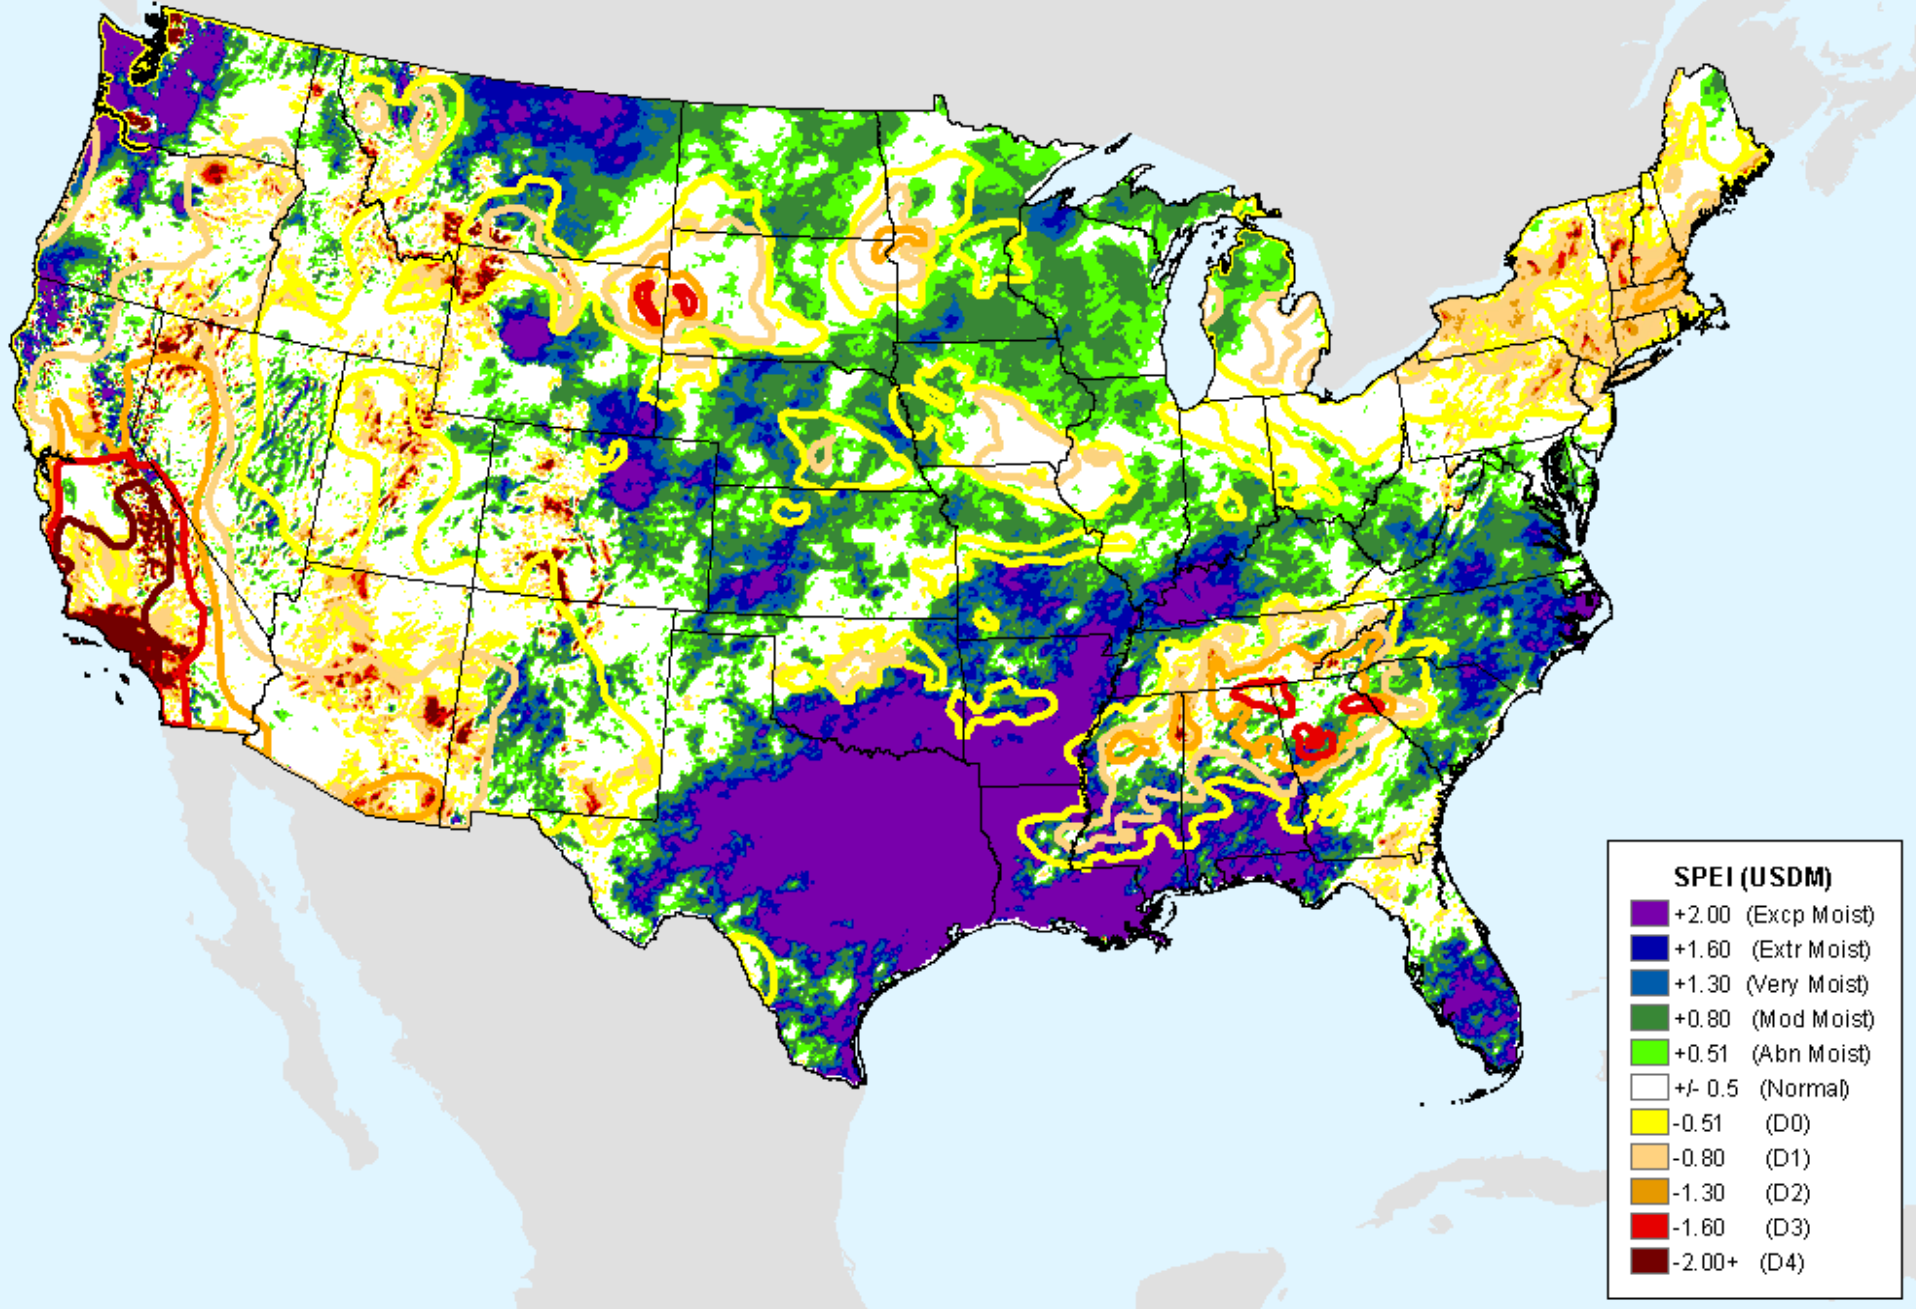 SPEI (USDM)
+2.00 (Excp Moist)
+1.60 (Extr Moist)
+1.30 (Very Moist)
+0.80 (Mod Moist)
+0.51 (Abn Moist)
+/- 0.5 (Normal)
-0.51 (D0)
-0.80 (D1)
-1.30 (D2)
-1.60 (D3)
-2.00+ (D4)